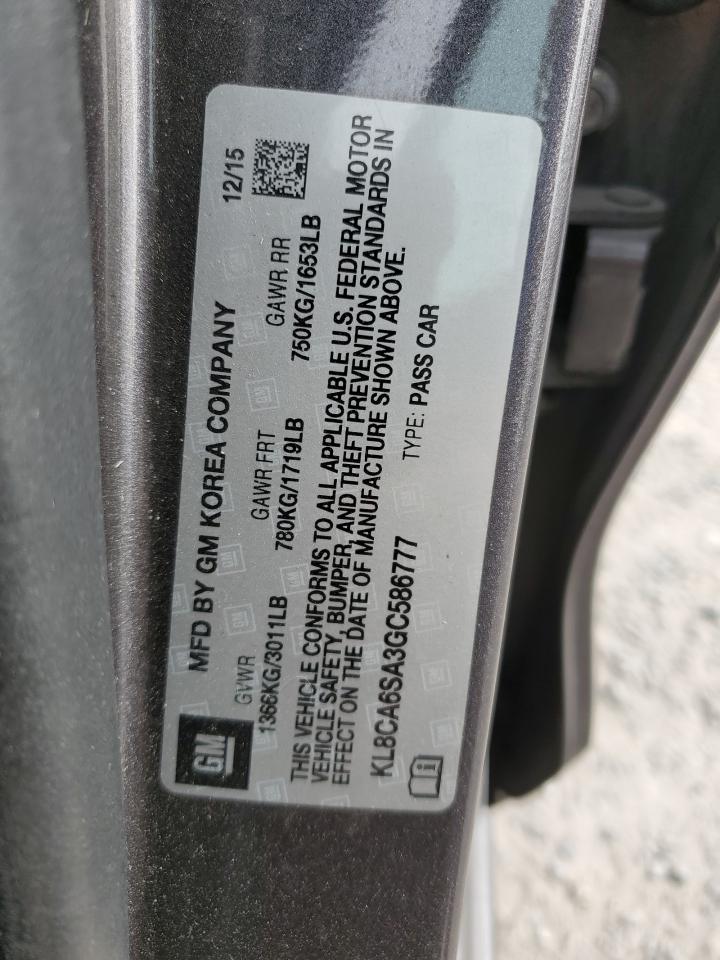 GM
MFD BY GM KOREA COMPANY
12/15
GVWR
GAWR FRT
GAWR RR
1366KG/3011LB
780KG/1719LB
750KG/1653LB
THIS VEHICLE CONFORMS TO ALL APPLICABLE U.S. FEDERAL MOTOR
VEHICLE SAFETY, BUMPER, AND THEFT PREVENTION STANDARDS IN
EFFECT ON THE DATE OF MANUFACTURE SHOWN ABOVE.
KL8CA6SA3GC586777
TYPE: PASS CAR